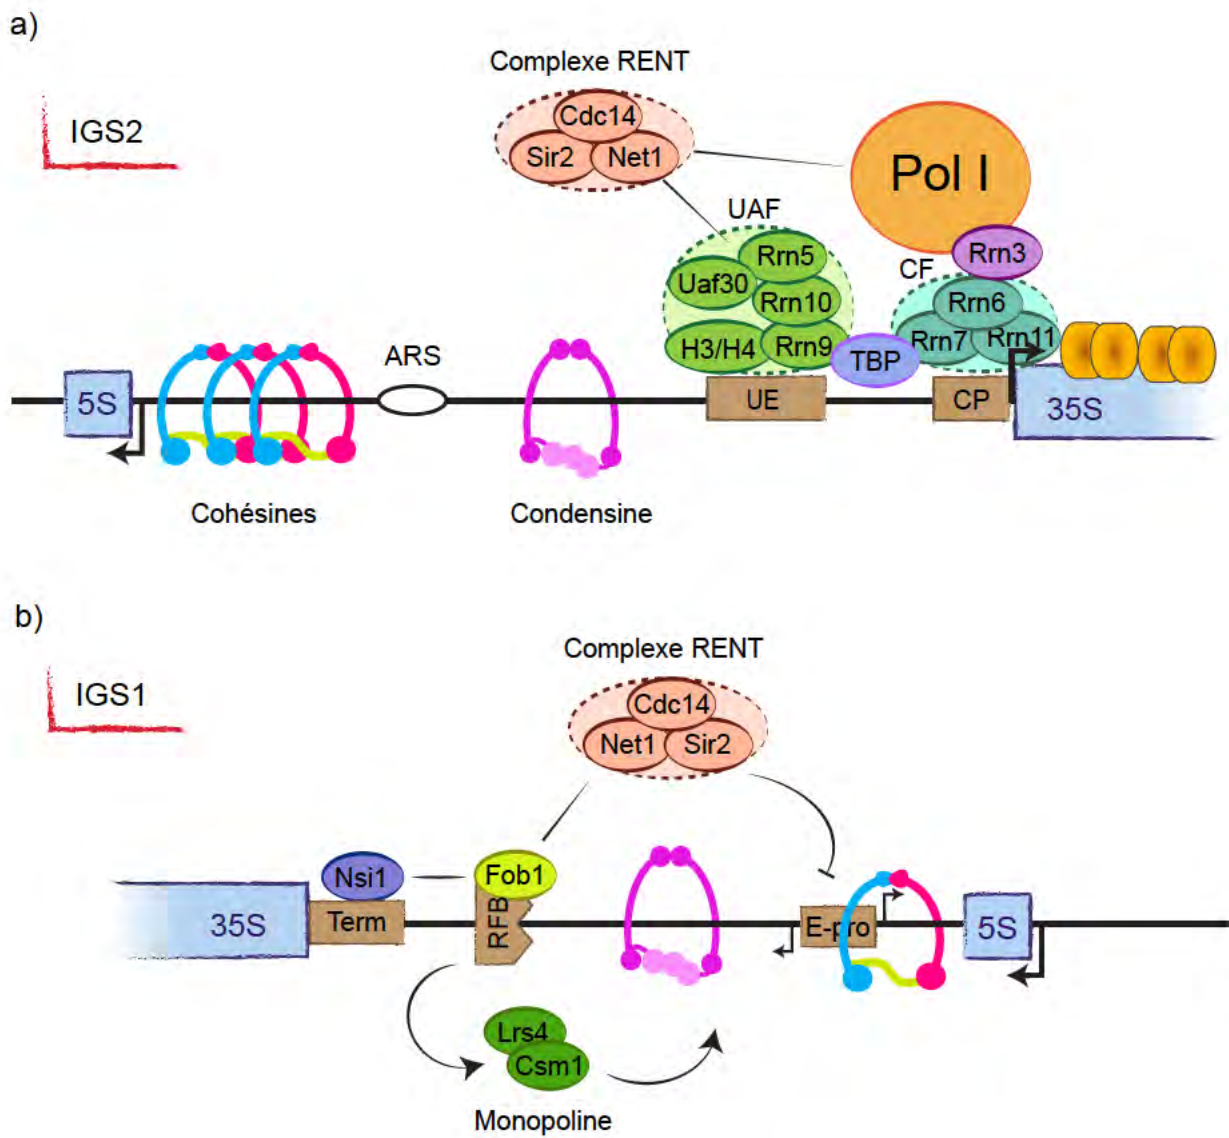 a)
Complexe RENT
IGS2
Cdc14
Sir2
Net1
Pol I
UAF
Rrn5
Rrn3
Uaf30
CF
Rrn10
Rrn6
H3/H4
Rrn9
TBP
Rrn7
Rrn11
ARS
5S
UE
CP
35S
Cohésines
Condensine
b)
Complexe RENT
IGS1
Cdc14
Net1
Sir2
Nsi1
Fob1
35S
Term
RFB
E-pro
5S
Lrs4
Csm1
Monopoline